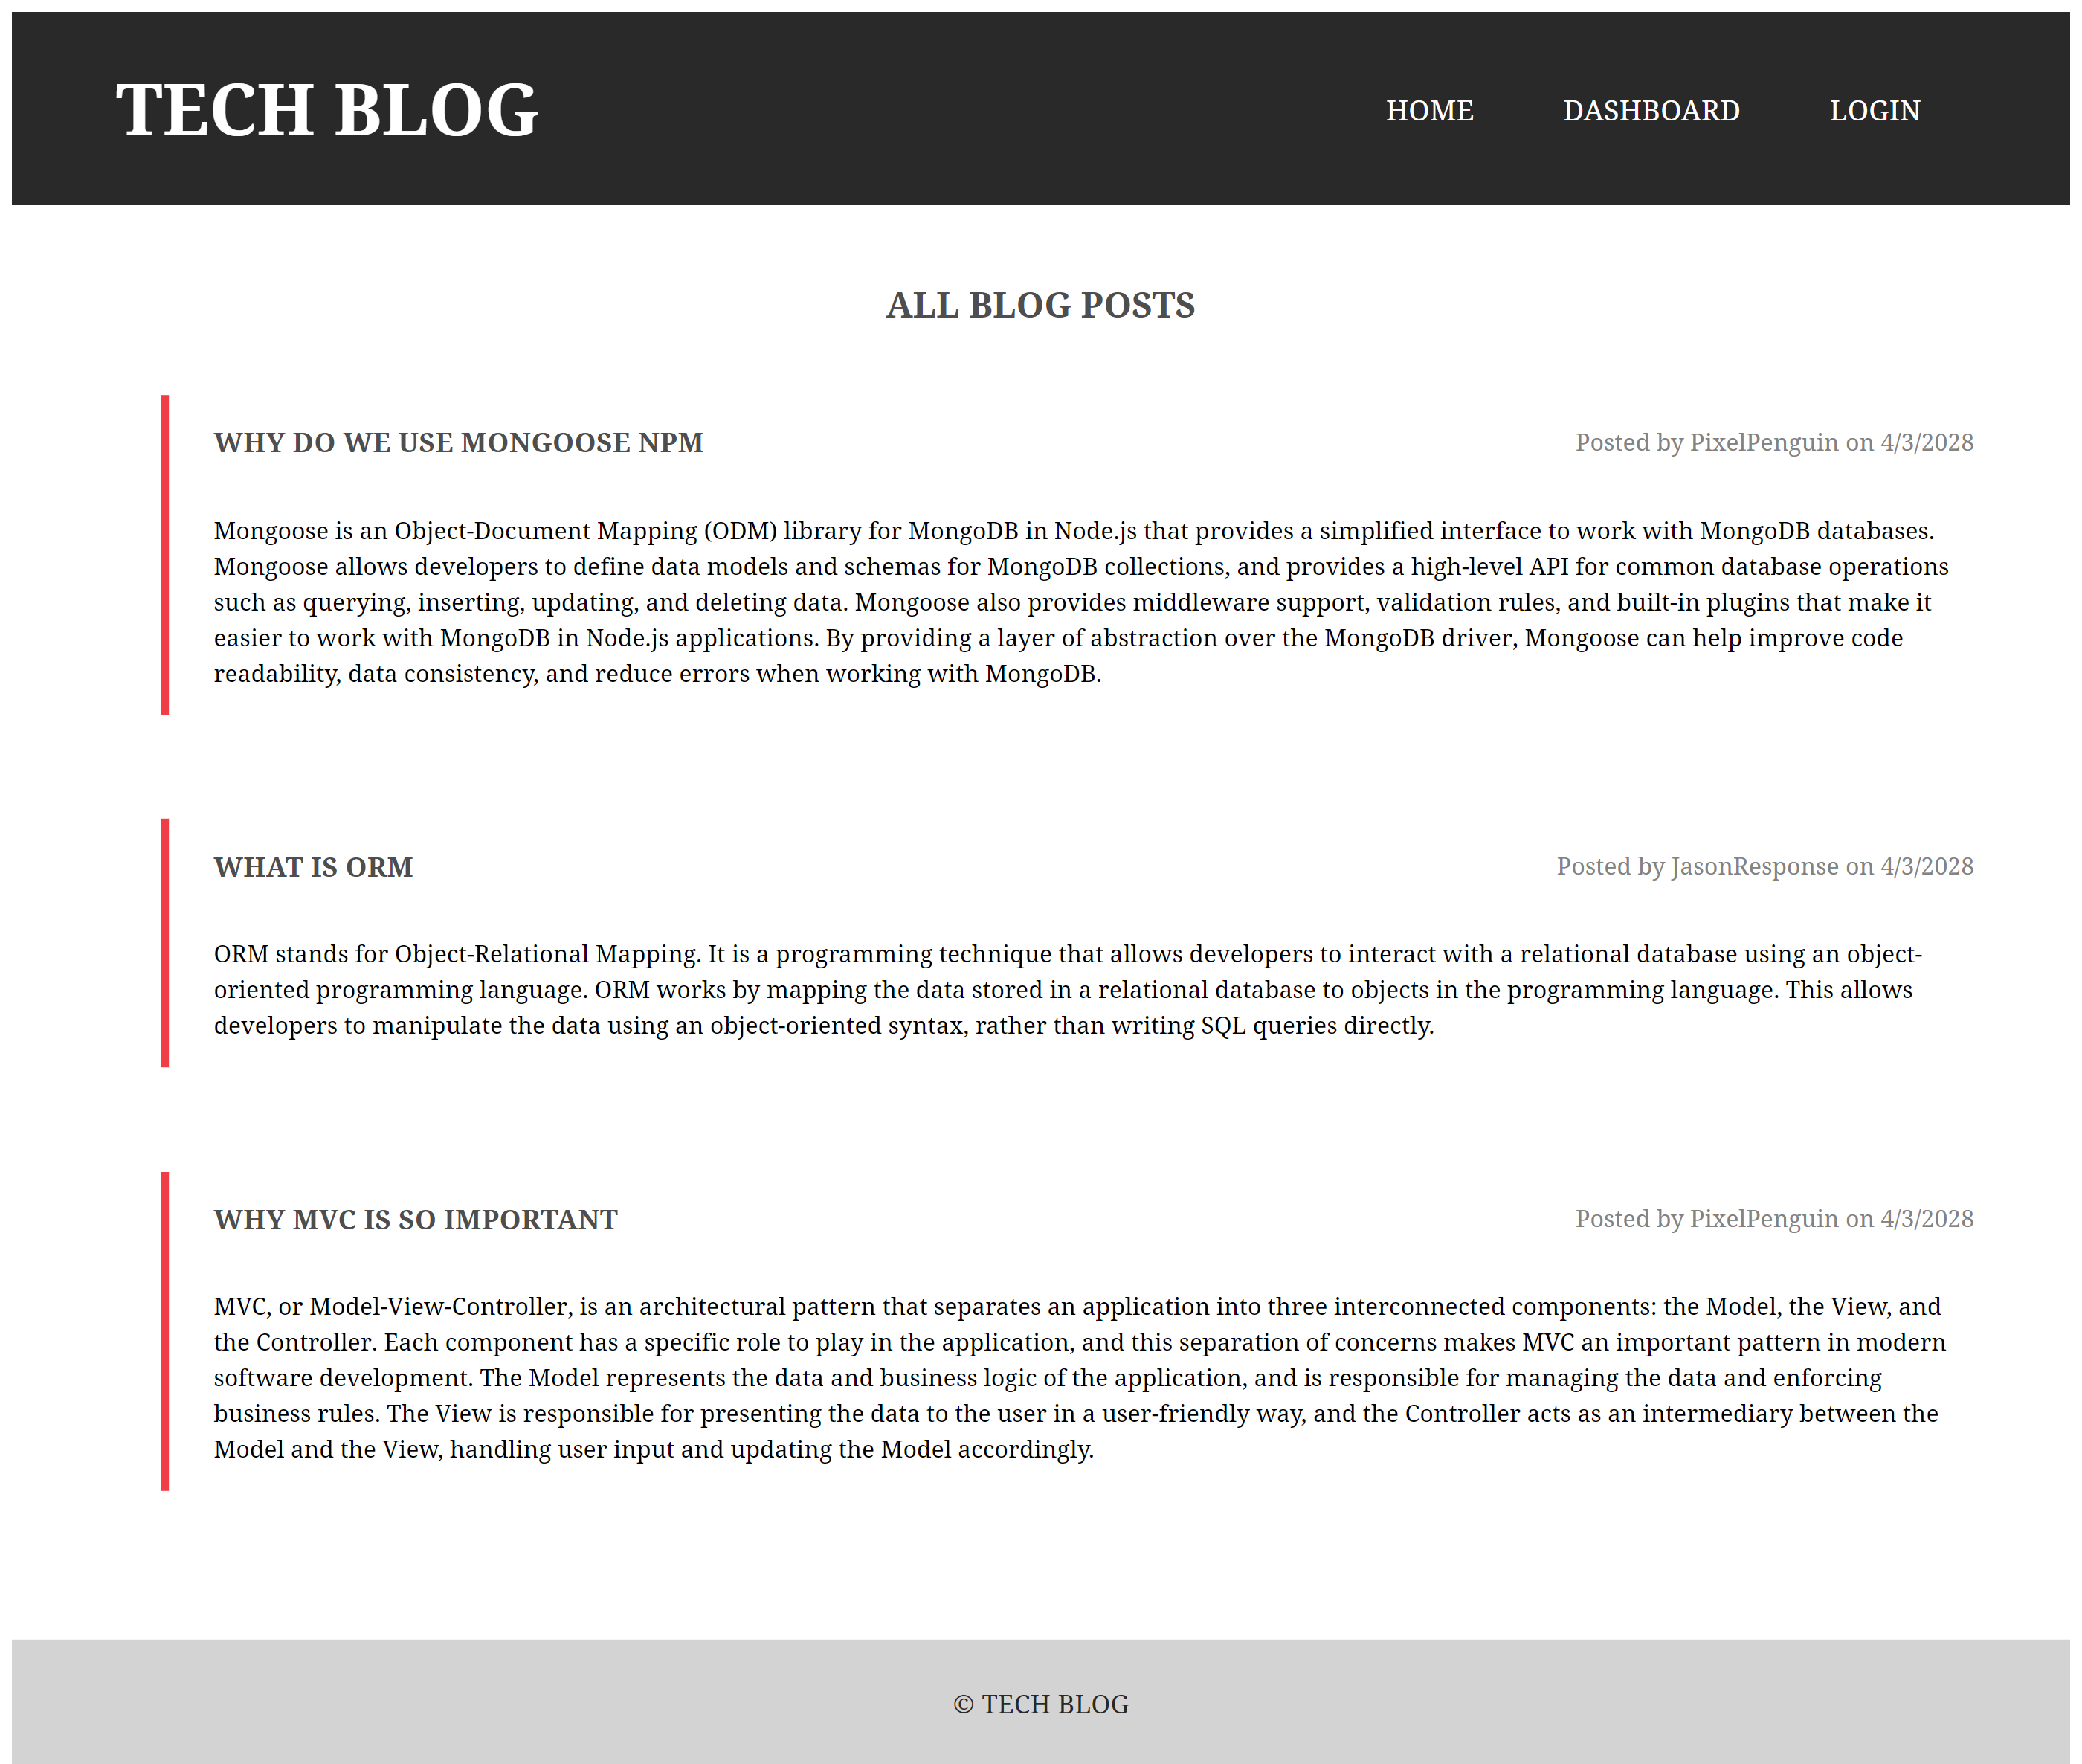 TECH BLOG
HOME DASHBOARD LOGIN
ALL BLOG POSTS
WHY DO WE USE MONGOOSE NPM
Posted by PixelPenguin on 4/3/2028
Mongoose is an Object-Document Mapping (ODM) library for MongoDB in Node.js that provides a simplified interface to work with MongoDB databases.
Mongoose allows developers to define data models and schemas for MongoDB collections, and provides a high-level API for common database operations
such as querying, inserting, updating, and deleting data. Mongoose also provides middleware support, validation rules, and built-in plugins that make it
easier to work with MongoDB in Node.js applications. By providing a layer of abstraction over the MongoDB driver, Mongoose can help improve code
readability, data consistency, and reduce errors when working with MongoDB.
WHAT IS ORM
Posted by JasonResponse on 4/3/2028
ORM stands for Object-Relational Mapping. It is a programming technique that allows developers to interact with a relational database using an object-
oriented programming language. ORM works by mapping the data stored in a relational database to objects in the programming language. This allows
developers to manipulate the data using an object-oriented syntax, rather than writing SQL queries directly.
WHY MVC IS SO IMPORTANT
Posted by PixelPenguin on 4/3/2028
MVC, or Model-View-Controller, is an architectural pattern that separates an application into three interconnected components: the Model, the View, and
the Controller. Each component has a specific role to play in the application, and this separation of concerns makes MVC an important pattern in modern
software development. The Model represents the data and business logic of the application, and is responsible for managing the data and enforcing
business rules. The View is responsible for presenting the data to the user in a user-friendly way, and the Controller acts as an intermediary between the
Model and the View, handling user input and updating the Model accordingly.
© TECH BLOG